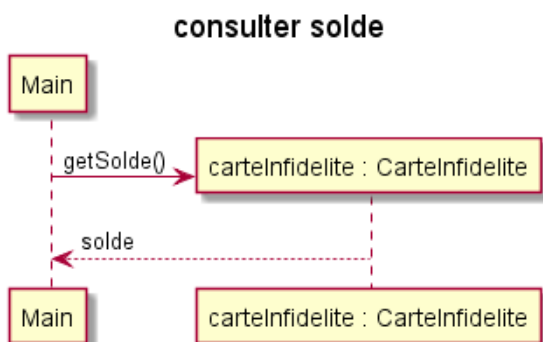 consulter solde
Main
getSolde()
carteInfidelite : CarteInfidelite
solde
Main
carteInfidelite : CarteInfidelite